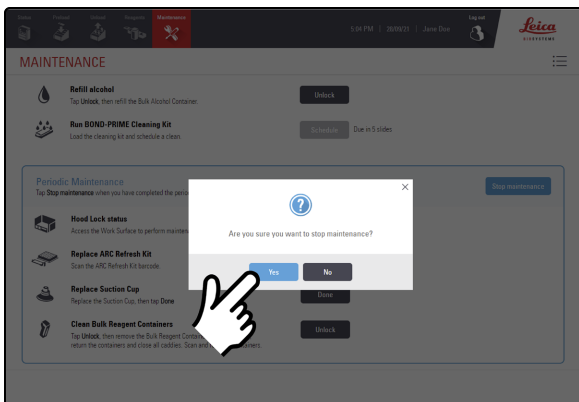 Status
Preload
Unload
Reagents
Maintenance
5:04 PM | 28/09/21 | Jane Doe
Log out
Leica
BIOSYSTEMS
MAINTENANCE
Refill alcohol
Tap Unlock, then refill the Bulk Alcohol Container.
Unlock
Run BOND-PRIME Cleaning Kit
Load the cleaning kit and schedule a clean.
Schedule
Due in 5 slides
Periodic Maintenance
Tap Stop maintenance when you have completed the
Stop maintenance
Hood Lock status
Access the Work Surface to perform
Are you sure you want to stop maintenance?
Yes
No
Replace ARC Refresh Kit
Scan the ARC Refresh Kit barcode.
Replace Suction Cup
Replace the Suction Cup, then tap Done
Done
Clean Bulk Reagent Containers
Tap Unlock, then remove the Bulk Reagent
Unlock
return the containers and close all caddies. Scan and